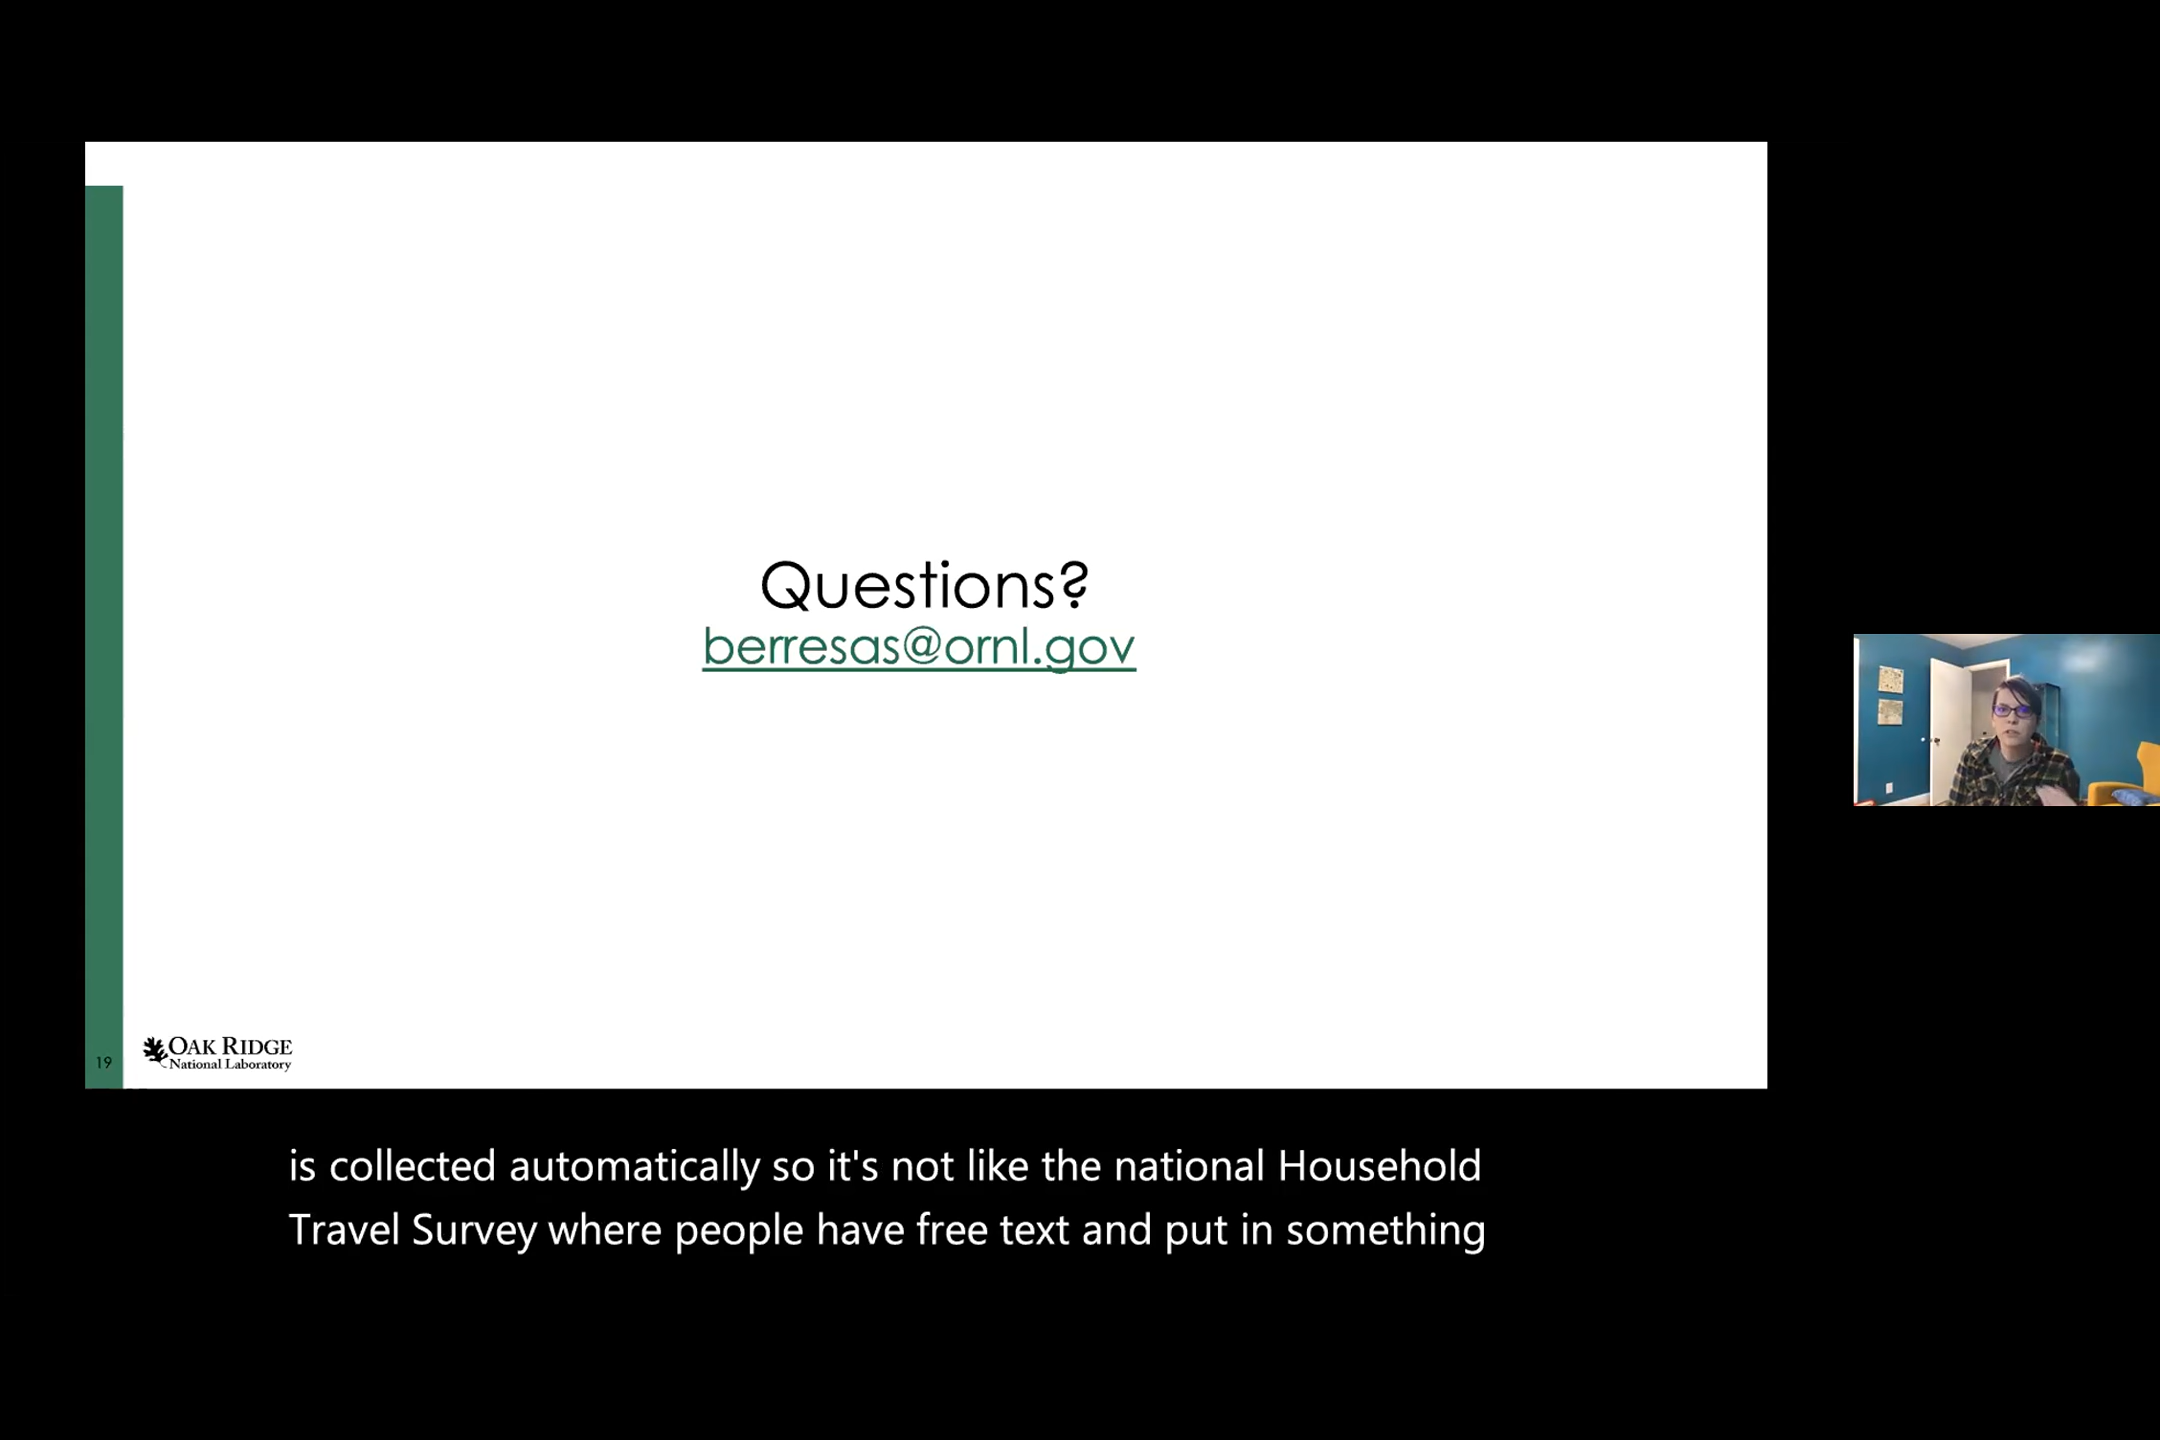 Questions?
berresas@ornl.gov
19
OAK RIDGE
National Laboratory
is collected automatically so it's not like the national Household
Travel Survey where people have free text and put in something